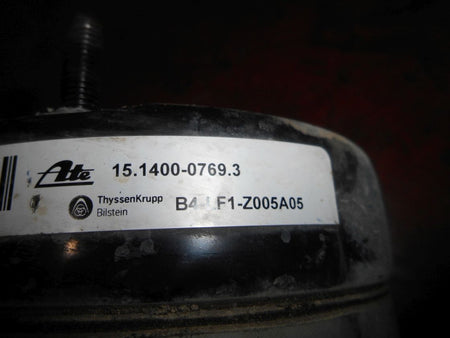 Ate 15.1400-0769.3
ThyssenKrupp
Bilstein
B4-LF1-Z005A05